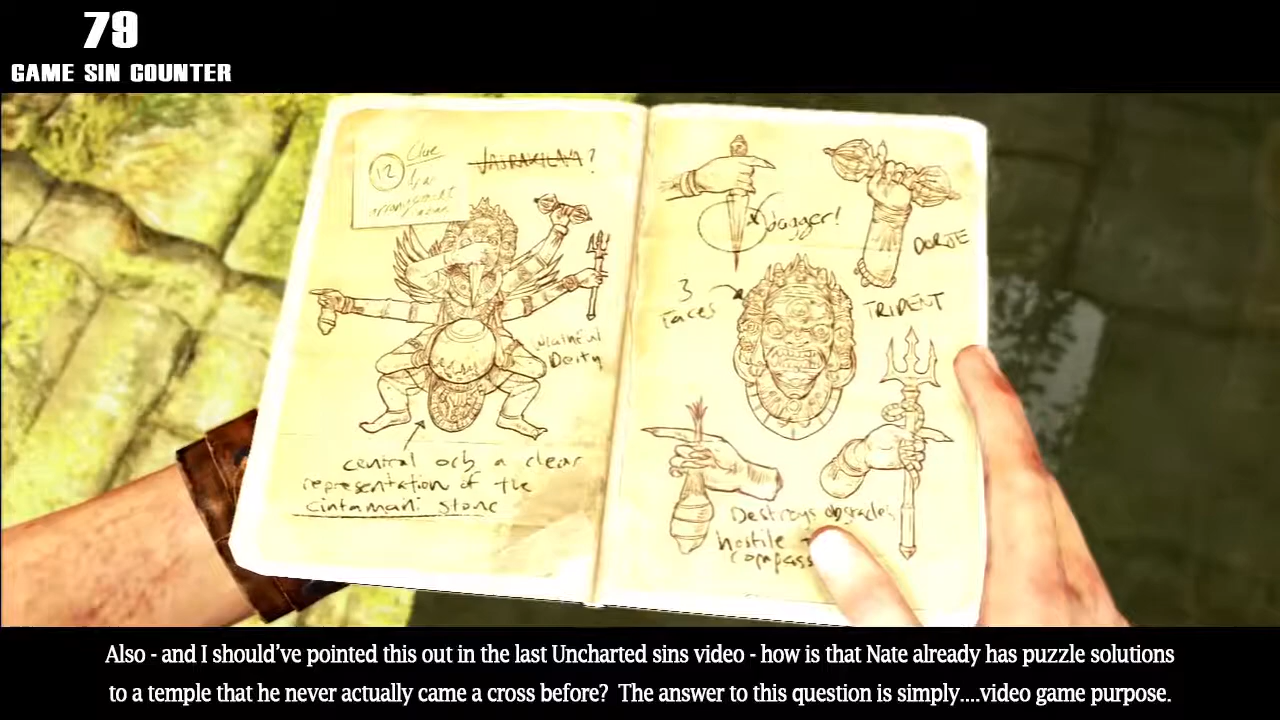 79
GAME SIN COUNTER
12
Clue
?
central orb a clear
representation of the
cintamani stone
Deity
dagger!
DORJE
3
faces
TRIDENT
Destroys obstacles
hostile
compass
Also - and I should've pointed this out in the last Uncharted sins video - how is that Nate already has puzzle solutions
to a temple that he never actually came a cross before? The answer to this question is simply....video game purpose.